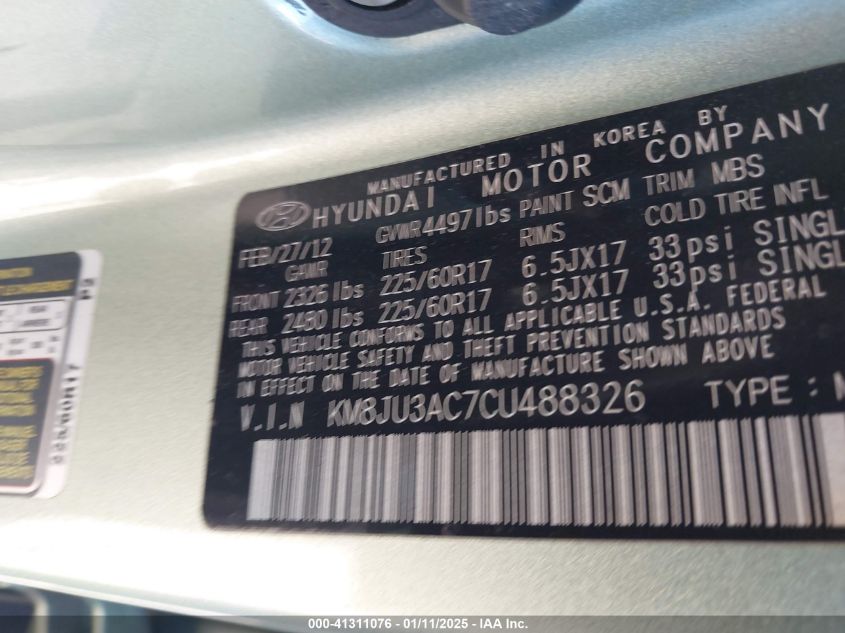 MANUFACTURED IN KOREA BY
HYUNDAI MOTOR COMPANY
FEB/27/12 GVWR 4497 lbs PAINT SCM TRIM MBS
GAWR TIRES RIMS COLD TIRE INFL
FRONT 2326 lbs 225/60R17 6.5JX17 33psi SINGL
REAR 2480 lbs 225/60R17 6.5JX17 33psi SINGL
THIS VEHICLE CONFORMS TO ALL APPLICABLE U.S.A. FEDERAL
MOTOR VEHICLE SAFETY AND THEFT PREVENTION STANDARDS
IN EFFECT ON THE DATE OF MANUFACTURE SHOWN ABOVE
V.I.N KM8JU3AC7CU488326 TYPE : M
P2
000-41311076 - 01/11/2025 - IAA Inc.